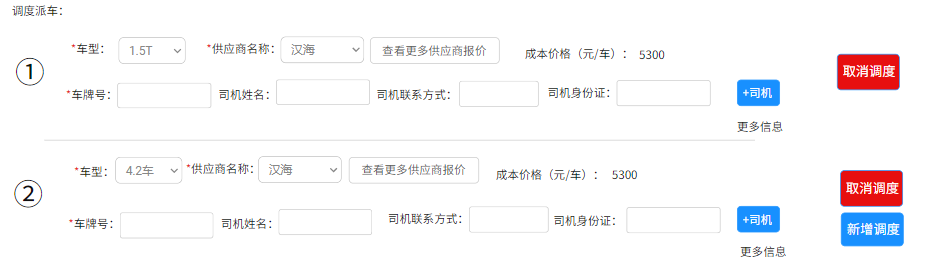 调度派车：
① *车型： 1.5T *供应商名称： 汉海 查看更多供应商报价 成本价格（元/车）： 5300 取消调度
*车牌号： 司机姓名： 司机联系方式： 司机身份证： +司机
更多信息
② *车型： 4.2车 *供应商名称： 汉海 查看更多供应商报价 成本价格（元/车）： 5300 取消调度
*车牌号： 司机姓名： 司机联系方式： 司机身份证： +司机 新增调度
更多信息